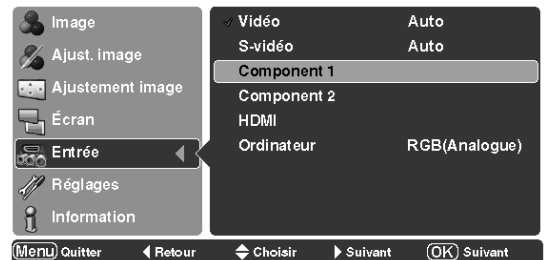 Image
Ajust. image
Ajustement image
Écran
Entrée
Réglages
Information
Vidéo Auto
S-vidéo Auto
Component 1
Component 2
HDMI
Ordinateur RGB(Analogue)
Menu Quitter Retour Choisir Suivant OK Suivant